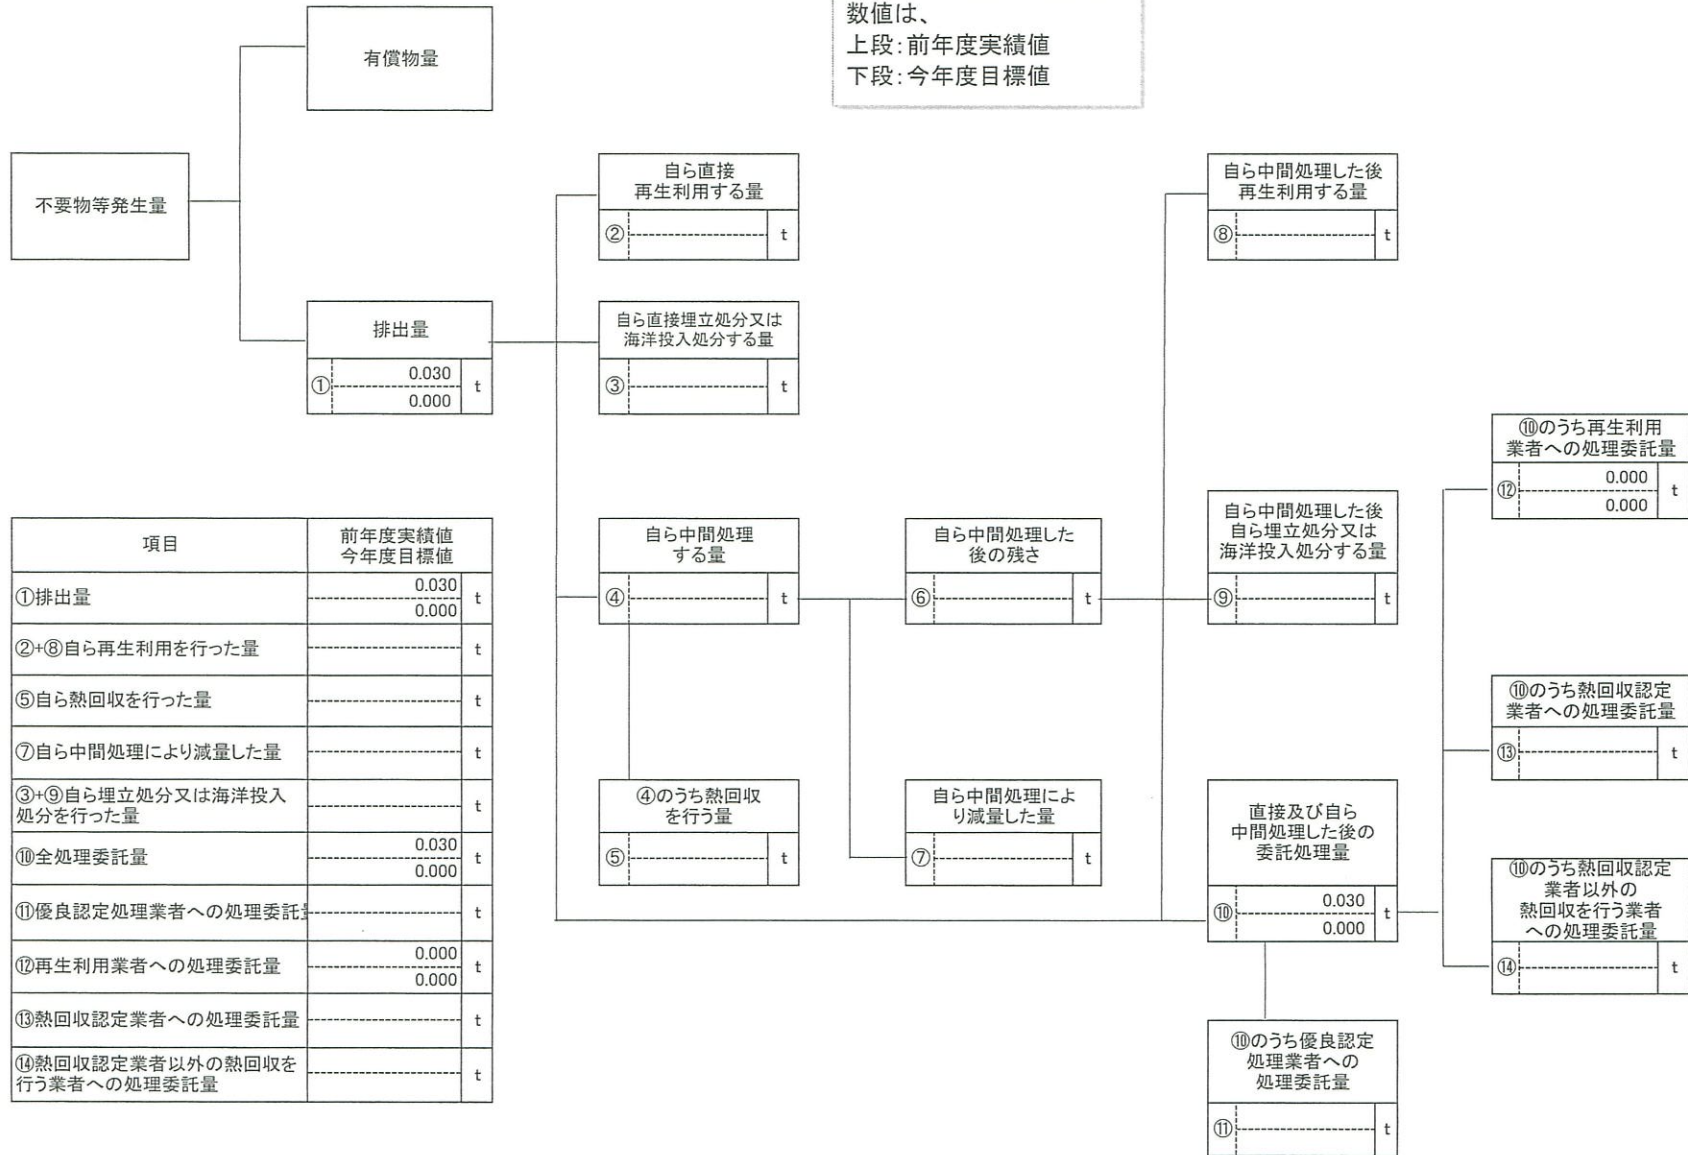 数値は、
上段:前年度実績値
下段:今年度目標値
有償物量
不要物等発生量
排出量
① 0.030 t
0.000
自ら直接
再生利用する量
② t
自ら直接埋立処分又は
海洋投入処分する量
③ t
自ら中間処理
する量
④ t
④のうち熱回収
を行う量
⑤ t
自ら中間処理した
後の残さ
⑥ t
自ら中間処理によ
り減量した量
⑦ t
自ら中間処理した後
再生利用する量
⑧ t
自ら中間処理した後
自ら埋立処分又は
海洋投入処分する量
⑨ t
直接及び自ら
中間処理した後の
委託処理量
⑩ 0.030 t
0.000
⑩のうち優良認定
処理業者への
処理委託量
⑪ t
⑩のうち再生利用
業者への処理委託量
⑫ 0.000 t
0.000
⑩のうち熱回収認定
業者への処理委託量
⑬ t
⑩のうち熱回収認定
業者以外の
熱回収を行う業者
への処理委託量
⑭ t
項目 前年度実績値
今年度目標値
①排出量 0.030 t
0.000
②+⑧自ら再生利用を行った量 t
⑤自ら熱回収を行った量 t
⑦自ら中間処理により減量した量 t
③+⑨自ら埋立処分又は海洋投入
処分を行った量 t
⑩全処理委託量 0.030 t
0.000
⑪優良認定処理業者への処理委託 t
⑫再生利用業者への処理委託量 0.000 t
0.000
⑬熱回収認定業者への処理委託量 t
⑭熱回収認定業者以外の熱回収を
行う業者への処理委託量 t